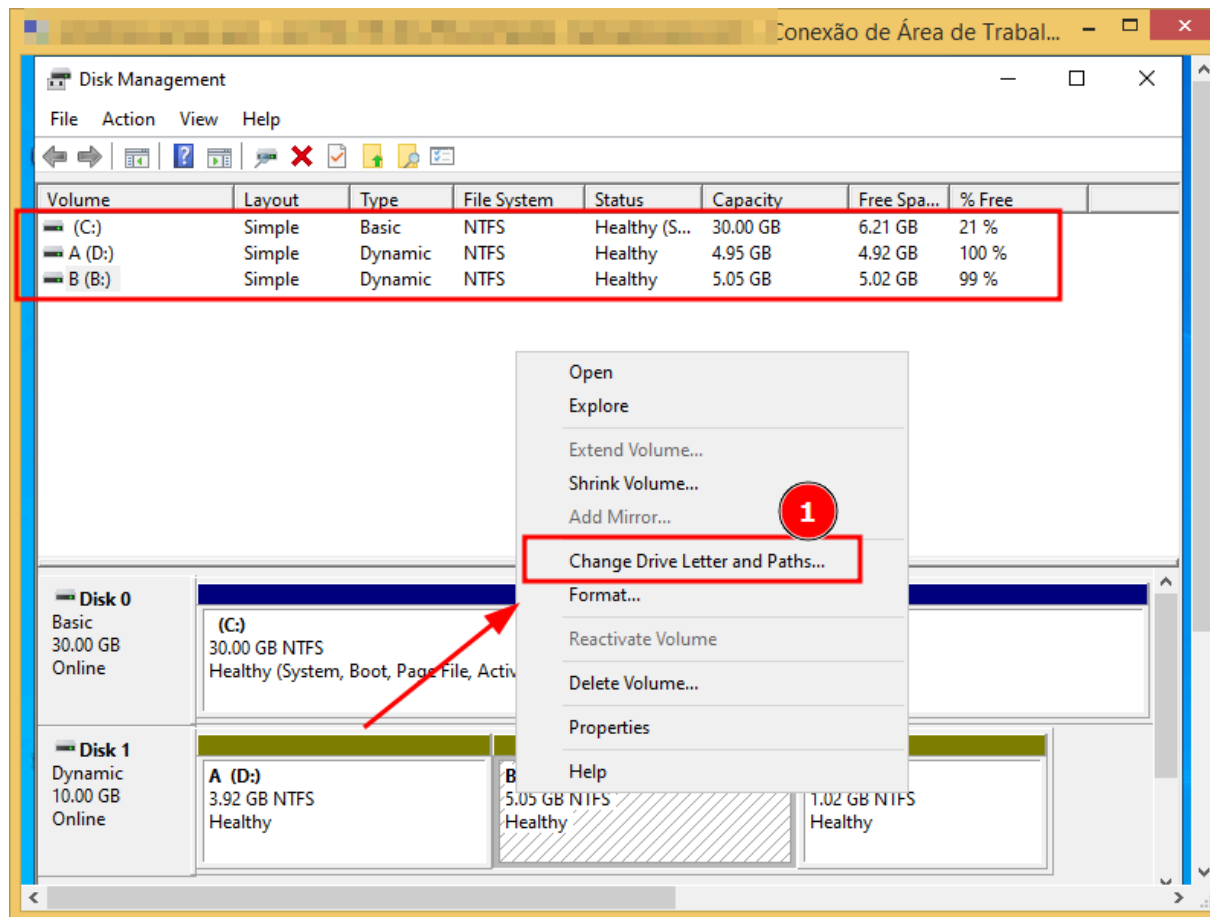 Conexão de Área de Trabal...
Disk Management
File Action View Help
Volume Layout Type File System Status Capacity Free Spa... % Free
(C:) Simple Basic NTFS Healthy (S... 30.00 GB 6.21 GB 21 %
A (D:) Simple Dynamic NTFS Healthy 4.95 GB 4.92 GB 100 %
B (B:) Simple Dynamic NTFS Healthy 5.05 GB 5.02 GB 99 %
Open
Explore
Extend Volume...
Shrink Volume...
Add Mirror...
1
Change Drive Letter and Paths...
Format...
Reactivate Volume
Delete Volume...
Properties
Help
Disk 0
Basic
30.00 GB
Online
(C:)
30.00 GB NTFS
Healthy (System, Boot, Page File, Activ
Disk 1
Dynamic
10.00 GB
Online
A (D:)
3.92 GB NTFS
Healthy
B
5.05 GB NTFS
Healthy
1.02 GB NTFS
Healthy